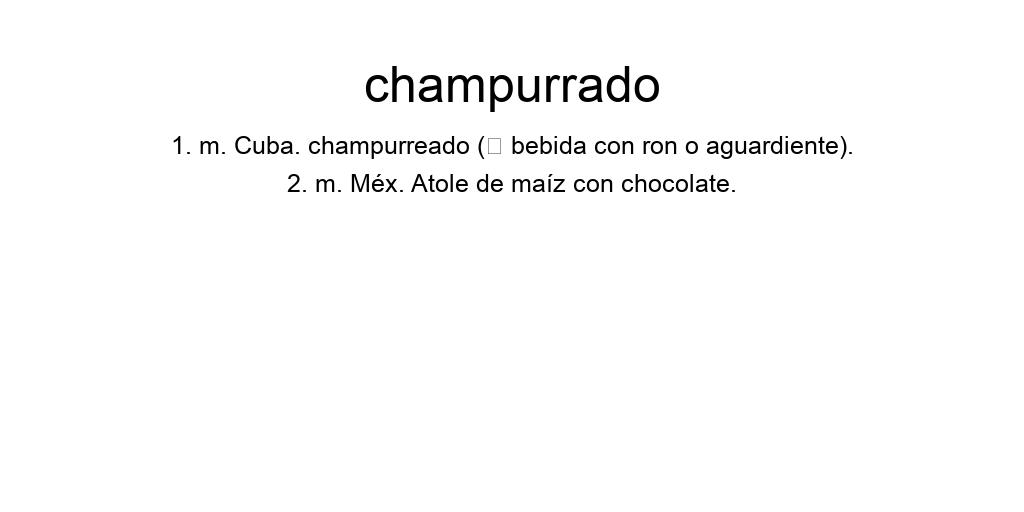 champurrado
1. m. Cuba. champurreado (□ bebida con ron o aguardiente).
2. m. Méx. Atole de maíz con chocolate.